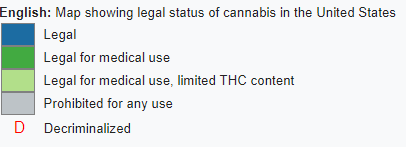 English: Map showing legal status of cannabis in the United States
Legal
Legal for medical use
Legal for medical use, limited THC content
Prohibited for any use
D Decriminalized